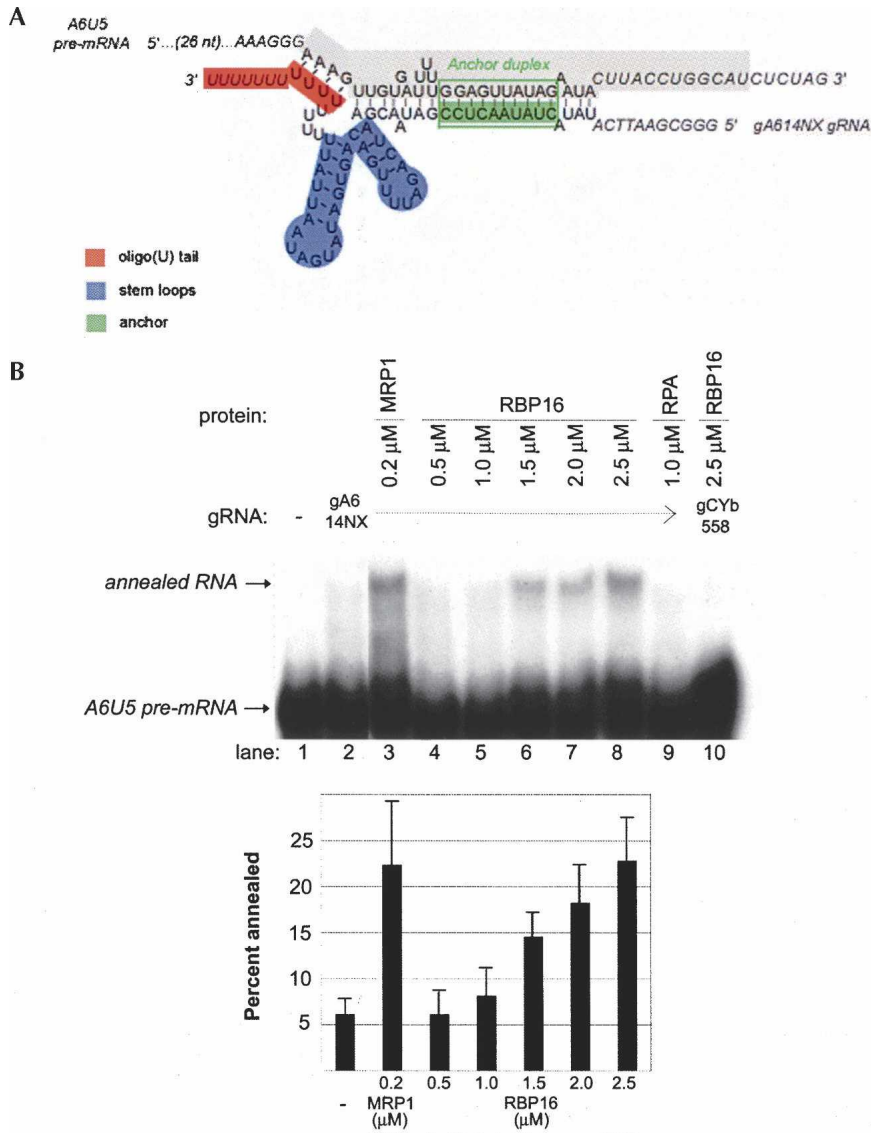 A
A6U5
pre-mRNA 5'...(26 nt)...AAAGGG
Anchor duplex
GGAGUUAUAG
CUUACCUGGCAUCUCUAG 3'
3' UUUUUUU
CCUCAAUAUC
ACTTAAGCGGG 5' gA614NX gRNA
oligo(U) tail
stem loops
anchor
B
protein:
MRP1
RBP16
RPA
RBP16
0.2 µM
0.5 µM
1.0 µM
1.5 µM
2.0 µM
2.5 µM
1.0 µM
2.5 µM
gRNA: - gA6 14NX gCYb 558
annealed RNA →
A6U5 pre-mRNA →
lane: 1 2 3 4 5 6 7 8 9 10
Percent annealed
25
20
15
10
5
0.2 0.5 1.0 1.5 2.0 2.5
- MRP1 RBP16
(µM) (µM)